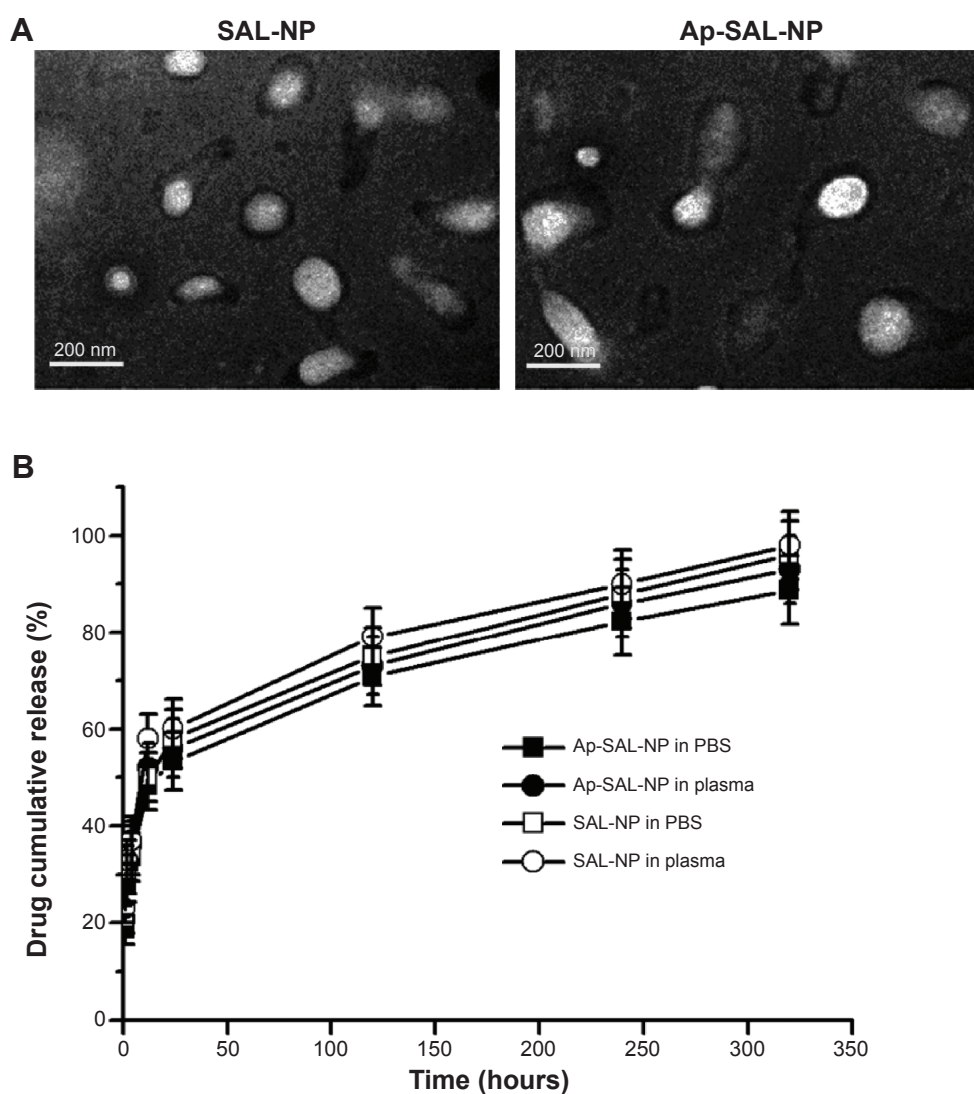 A
SAL-NP
Ap-SAL-NP
200 nm
200 nm
B
Drug cumulative release (%)
100
80
60
40
20
0
0 50 100 150 200 250 300 350
Time (hours)
Ap-SAL-NP in PBS
Ap-SAL-NP in plasma
SAL-NP in PBS
SAL-NP in plasma